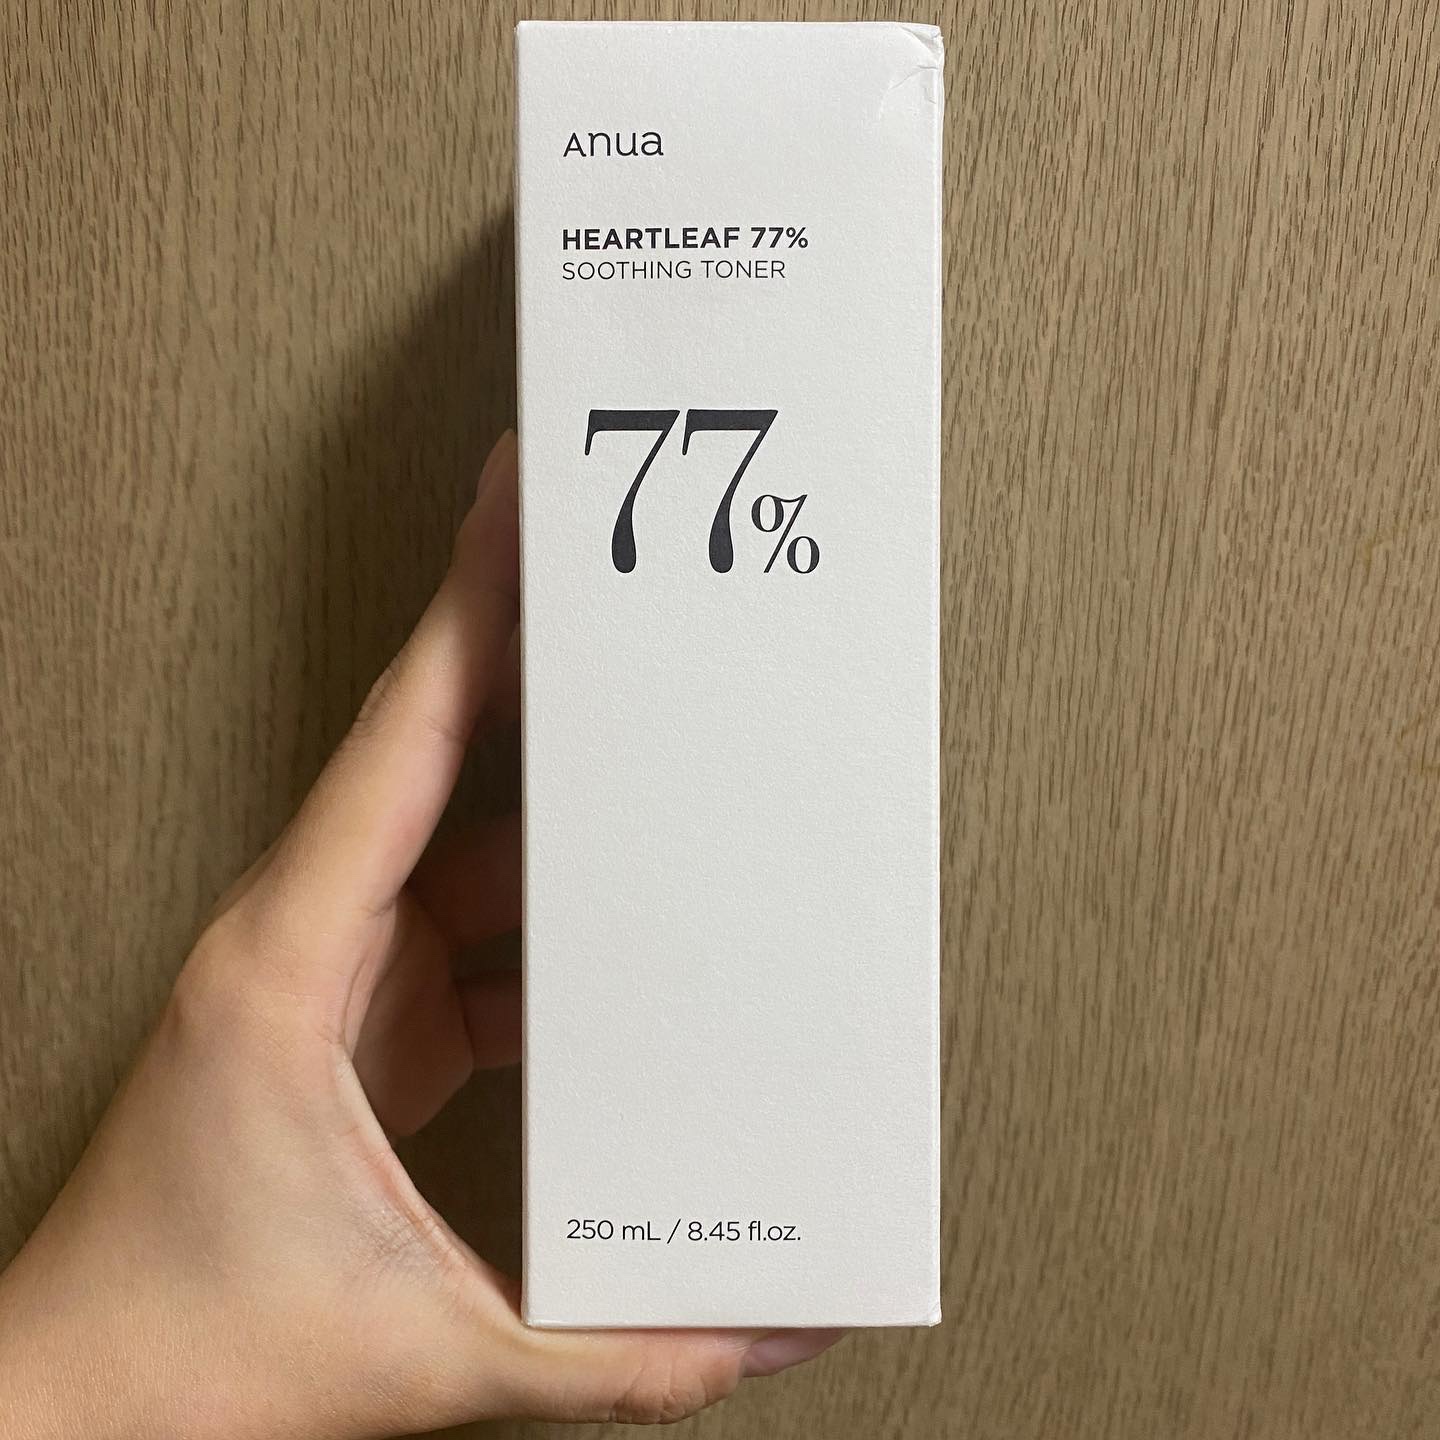 Anua
HEARTLEAF 77%
SOOTHING TONER
77%
250 mL / 8.45 fl.oz.